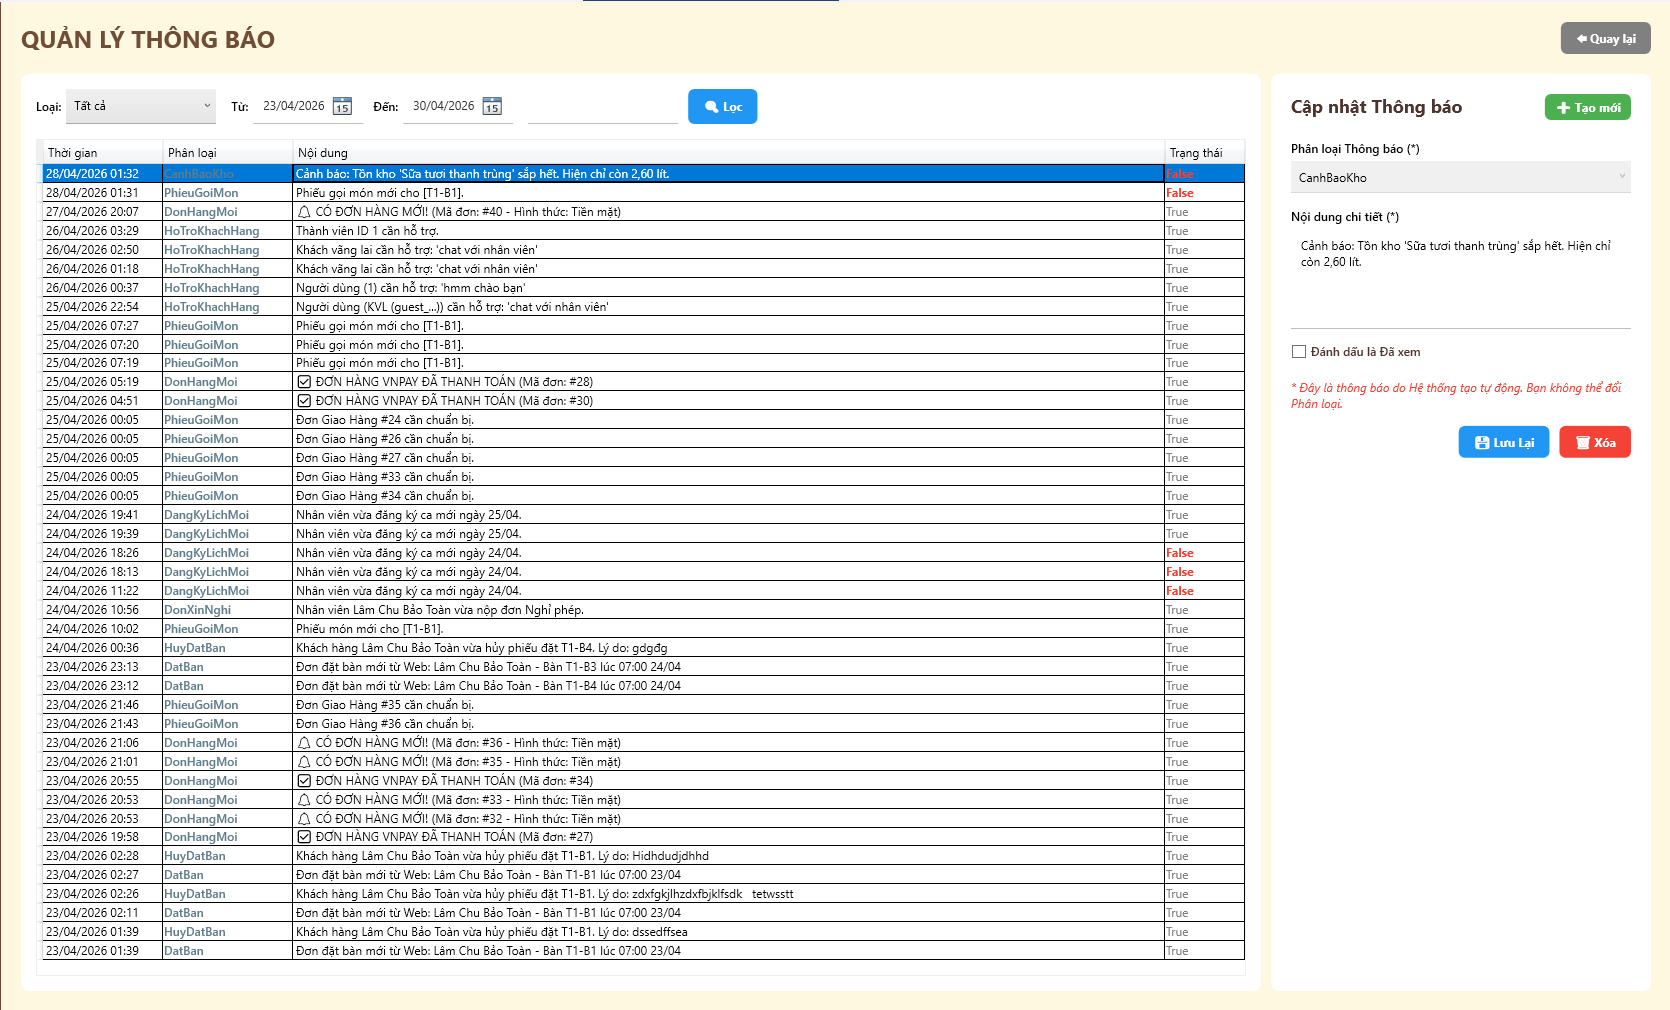 QUẢN LÝ THÔNG BÁO
Quay lại
Loại: Tất cả Từ: 23/04/2026 15 Đến: 30/04/2026 15 Lọc
Thời gian Phân loại Nội dung Trạng thái
28/04/2026 01:32 CanhBaoKho Cảnh báo: Tồn kho 'Sữa tươi thanh trùng' sắp hết. Hiện chỉ còn 2,60 lít. False
28/04/2026 01:31 PhieuGoiMon Phiếu gọi món mới cho [T1-B1]. False
27/04/2026 20:07 DonHangMoi CÓ ĐƠN HÀNG MỚI! (Mã đơn: #40 - Hình thức: Tiền mặt) True
26/04/2026 03:29 HoTroKhachHang Thành viên ID 1 cần hỗ trợ. True
26/04/2026 02:50 HoTroKhachHang Khách vãng lai cần hỗ trợ: 'chat với nhân viên' True
26/04/2026 01:18 HoTroKhachHang Khách vãng lai cần hỗ trợ: 'chat với nhân viên' True
26/04/2026 00:37 HoTroKhachHang Người dùng (1) cần hỗ trợ: 'hmm chào bạn' True
25/04/2026 22:54 HoTroKhachHang Người dùng (KVL (guest_...)) cần hỗ trợ: 'chat với nhân viên' True
25/04/2026 07:27 PhieuGoiMon Phiếu gọi món mới cho [T1-B1]. True
25/04/2026 07:20 PhieuGoiMon Phiếu gọi món mới cho [T1-B1]. True
25/04/2026 07:19 PhieuGoiMon Phiếu gọi món mới cho [T1-B1]. True
25/04/2026 05:19 DonHangMoi ĐƠN HÀNG VNPAY ĐÃ THANH TOÁN (Mã đơn: #28) True
25/04/2026 04:51 DonHangMoi ĐƠN HÀNG VNPAY ĐÃ THANH TOÁN (Mã đơn: #30) True
25/04/2026 00:05 PhieuGoiMon Đơn Giao Hàng #24 cần chuẩn bị. True
25/04/2026 00:05 PhieuGoiMon Đơn Giao Hàng #26 cần chuẩn bị. True
25/04/2026 00:05 PhieuGoiMon Đơn Giao Hàng #27 cần chuẩn bị. True
25/04/2026 00:05 PhieuGoiMon Đơn Giao Hàng #33 cần chuẩn bị. True
25/04/2026 00:05 PhieuGoiMon Đơn Giao Hàng #34 cần chuẩn bị. True
24/04/2026 19:41 DangKyLichMoi Nhân viên vừa đăng ký ca mới ngày 25/04. True
24/04/2026 19:39 DangKyLichMoi Nhân viên vừa đăng ký ca mới ngày 25/04. True
24/04/2026 18:26 DangKyLichMoi Nhân viên vừa đăng ký ca mới ngày 24/04. False
24/04/2026 18:13 DangKyLichMoi Nhân viên vừa đăng ký ca mới ngày 24/04. False
24/04/2026 11:22 DangKyLichMoi Nhân viên vừa đăng ký ca mới ngày 24/04. False
24/04/2026 10:56 DonXinNghi Nhân viên Lâm Chu Bảo Toàn vừa nộp đơn Nghỉ phép. True
24/04/2026 10:02 PhieuGoiMon Phiếu món mới cho [T1-B1]. True
24/04/2026 00:36 HuyDatBan Khách hàng Lâm Chu Bảo Toàn vừa hủy phiếu đặt T1-B4. Lý do: gdgđg True
23/04/2026 23:13 DatBan Đơn đặt bàn mới từ Web: Lâm Chu Bảo Toàn - Bàn T1-B3 lúc 07:00 24/04 True
23/04/2026 23:12 DatBan Đơn đặt bàn mới từ Web: Lâm Chu Bảo Toàn - Bàn T1-B4 lúc 07:00 24/04 True
23/04/2026 21:46 PhieuGoiMon Đơn Giao Hàng #35 cần chuẩn bị. True
23/04/2026 21:43 PhieuGoiMon Đơn Giao Hàng #36 cần chuẩn bị. True
23/04/2026 21:06 DonHangMoi CÓ ĐƠN HÀNG MỚI! (Mã đơn: #36 - Hình thức: Tiền mặt) True
23/04/2026 21:01 DonHangMoi CÓ ĐƠN HÀNG MỚI! (Mã đơn: #35 - Hình thức: Tiền mặt) True
23/04/2026 20:55 DonHangMoi ĐƠN HÀNG VNPAY ĐÃ THANH TOÁN (Mã đơn: #34) True
23/04/2026 20:53 DonHangMoi CÓ ĐƠN HÀNG MỚI! (Mã đơn: #33 - Hình thức: Tiền mặt) True
23/04/2026 20:53 DonHangMoi CÓ ĐƠN HÀNG MỚI! (Mã đơn: #32 - Hình thức: Tiền mặt) True
23/04/2026 19:58 DonHangMoi ĐƠN HÀNG VNPAY ĐÃ THANH TOÁN (Mã đơn: #27) True
23/04/2026 02:28 HuyDatBan Khách hàng Lâm Chu Bảo Toàn vừa hủy phiếu đặt T1-B1. Lý do: Hidhdudjdhhd True
23/04/2026 02:27 DatBan Đơn đặt bàn mới từ Web: Lâm Chu Bảo Toàn - Bàn T1-B1 lúc 07:00 23/04 True
23/04/2026 02:26 HuyDatBan Khách hàng Lâm Chu Bảo Toàn vừa hủy phiếu đặt T1-B1. Lý do: zdxfgkjlhzdxfbjklfsdk tetwsstt True
23/04/2026 02:11 DatBan Đơn đặt bàn mới từ Web: Lâm Chu Bảo Toàn - Bàn T1-B1 lúc 07:00 23/04 True
23/04/2026 01:39 HuyDatBan Khách hàng Lâm Chu Bảo Toàn vừa hủy phiếu đặt T1-B1. Lý do: dssedffsea True
23/04/2026 01:39 DatBan Đơn đặt bàn mới từ Web: Lâm Chu Bảo Toàn - Bàn T1-B1 lúc 07:00 23/04 True
Cập nhật Thông báo
Tạo mới
Phân loại Thông báo (*)
CanhBaoKho
Nội dung chi tiết (*)
Cảnh báo: Tồn kho 'Sữa tươi thanh trùng' sắp hết. Hiện chỉ
còn 2,60 lít.
Đánh dấu là Đã xem
* Đây là thông báo do Hệ thống tạo tự động. Bạn không thể đổi
Phân loại.
Lưu Lại
Xóa